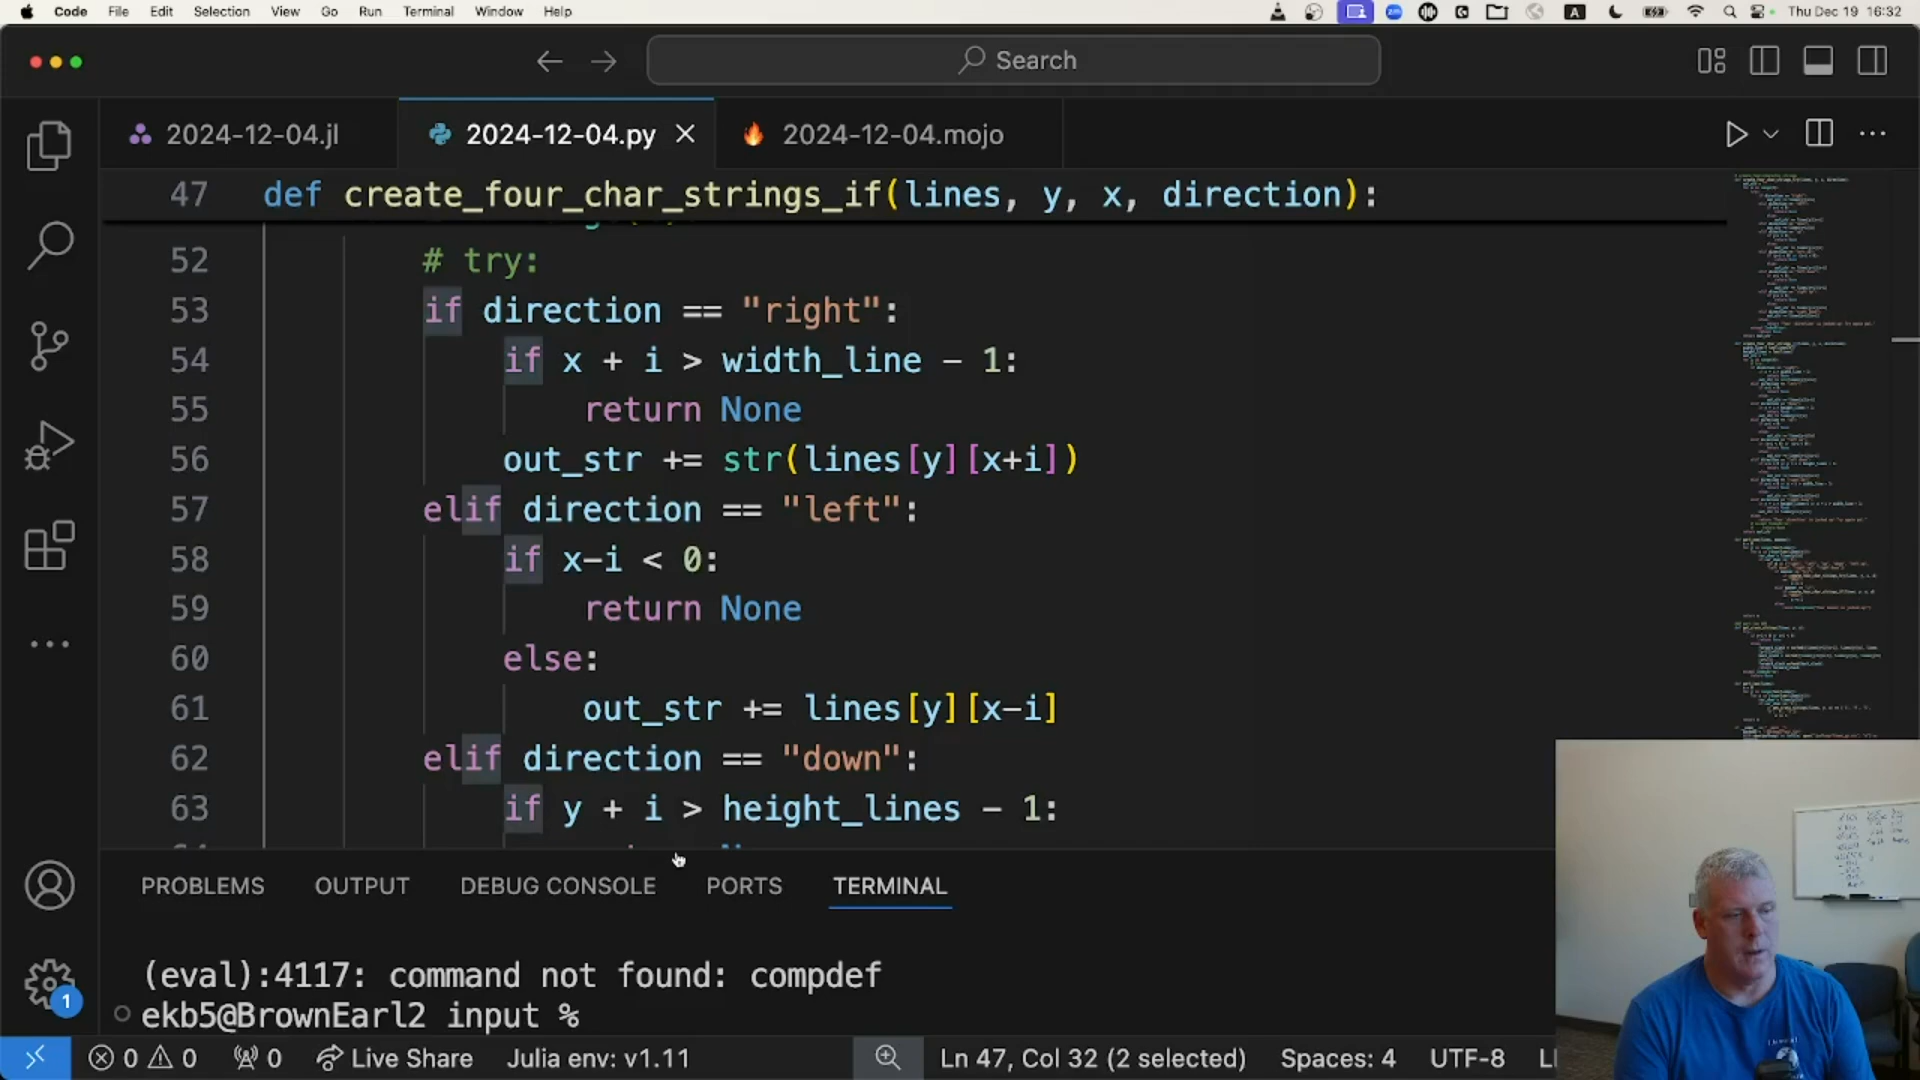 Code File Edit Selection View Go Run Terminal Window Help A Thu Dec 19 16:32
Search
2024-12-04.jl 2024-12-04.py 2024-12-04.mojo
47 def create_four_char_strings_if(lines, y, x, direction):
52 # try:
53 if direction == "right":
54 if x + i > width_line - 1:
55 return None
56 out_str += str(lines[y][x+i])
57 elif direction == "left":
58 if x-i < 0:
59 return None
60 else:
61 out_str += lines[y][x-i]
62 elif direction == "down":
63 if y + i > height_lines - 1:
PROBLEMS OUTPUT DEBUG CONSOLE PORTS TERMINAL
(eval):4117: command not found: compdef
ekb5@BrownEarl2 input %
1
0 0 0 Live Share Julia env: v1.11 Ln 47, Col 32 (2 selected) Spaces: 4 UTF-8